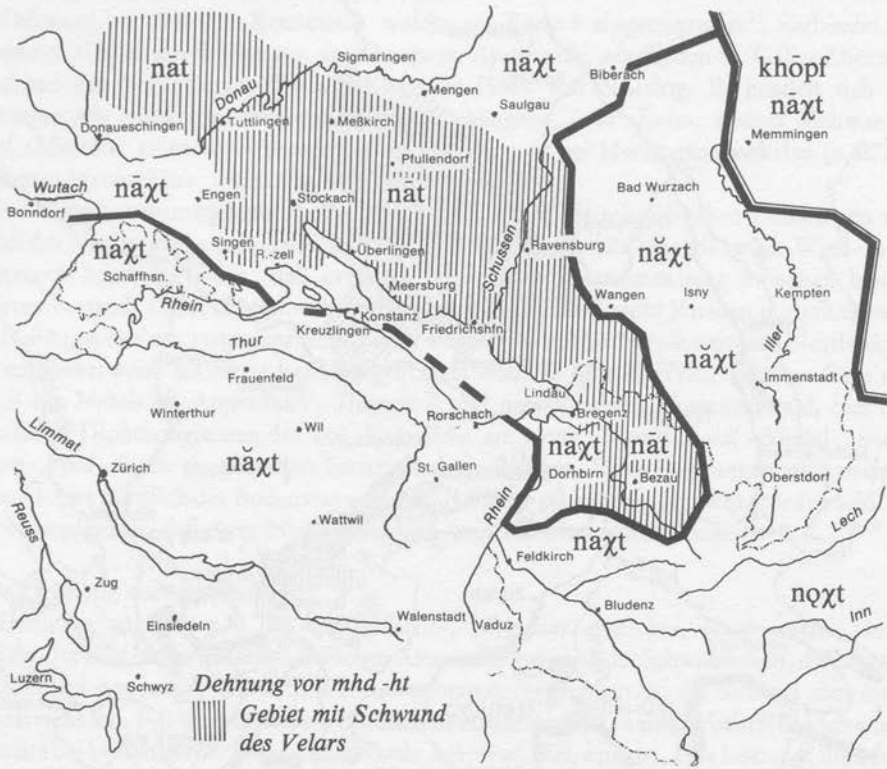 nāt
Sigmaringen
nāχt
Biberach
khopf
nāχt
Memmingen
Donau
Mengen
Saulgau
Donaueschingen
Tuttlingen
Meßkirch
Pfullendorf
nāt
Wutach
nāχt
Bonndorf
Engen
Stockach
Bad Wurzach
Schussen
Ravensburg
năχt
năχt
Schaffhsn.
Singen
R.-zell
Überlingen
Meersburg
Wangen
Isny
Kempten
Rhein
Konstanz
Kreuzlingen
Friedrichshfn.
năχt
Iller
Thur
Frauenfeld
Immenstadt
Lindau
Bregenz
Winterthur
Wil
Rorschach
nāχt
nāt
Limmat
Zürich
năχt
St. Gallen
Dornbirn
Bezau
Oberstdorf
Reuss
Wattwil
Rhein
năχt
Lech
Feldkirch
Zug
Bludenz
nǫχt
Einsiedeln
Walenstadt
Vaduz
Inn
Luzern
Schwyz
Dehnung vor mhd -ht
Gebiet mit Schwund
des Velars